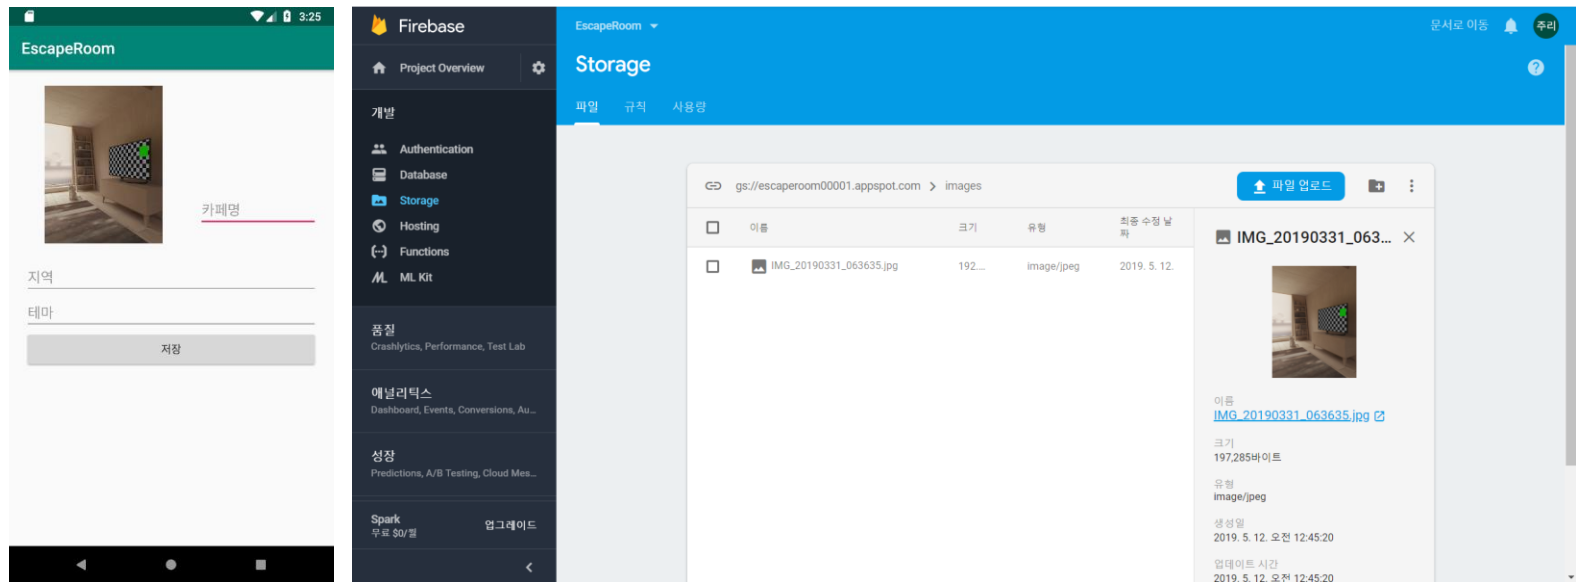 3:25
EscapeRoom
카페명
지역
테마
저장
Firebase
Project Overview
개발
Authentication
Database
Storage
Hosting
Functions
ML Kit
품질
Crashlytics, Performance, Test Lab
애널리틱스
Dashboard, Events, Conversions, Au...
성장
Predictions, A/B Testing, Cloud Mes...
Spark
무료 $0/월
업그레이드
EscapeRoom
문서로 이동
주리
Storage
파일 규칙 사용량
gs://escaperoom00001.appspot.com > images
파일 업로드
이름 크기 유형 최종 수정 날
짜
IMG_20190331_063635.jpg 192... image/jpeg 2019. 5. 12.
IMG_20190331_063...
이름
IMG_20190331_063635.jpg
크기
197,285바이트
유형
image/jpeg
생성일
2019. 5. 12. 오전 12:45:20
업데이트 시간
2019. 5. 12. 오전 12:45:20